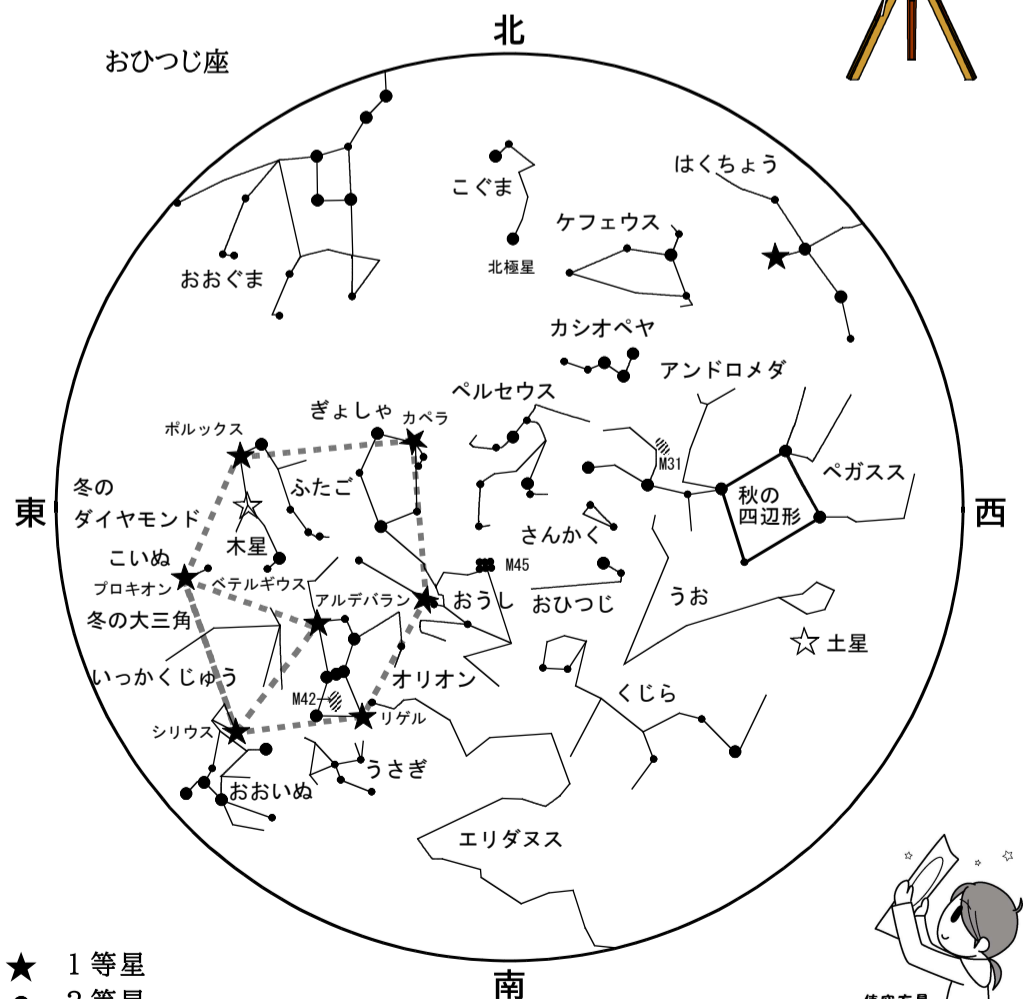 北
おひつじ座
はくちょう
こぐま
ケフェウス
北極星
おおぐま
カシオペヤ
アンドロメダ
ペルセウス
ぎょしゃ
カペラ
ポルックス
M31
ペガスス
冬の
ダイヤモンド
ふたご
秋の
四辺形
東
西
木星
さんかく
こいぬ
プロキオン
ベテルギウス
M45
アルデバラン
おうし
おひつじ
うお
冬の大三角
土星
いっかくじゅう
オリオン
くじら
M42→
シリウス
リゲル
うさぎ
おおいぬ
エリダヌス
★ 1等星
南